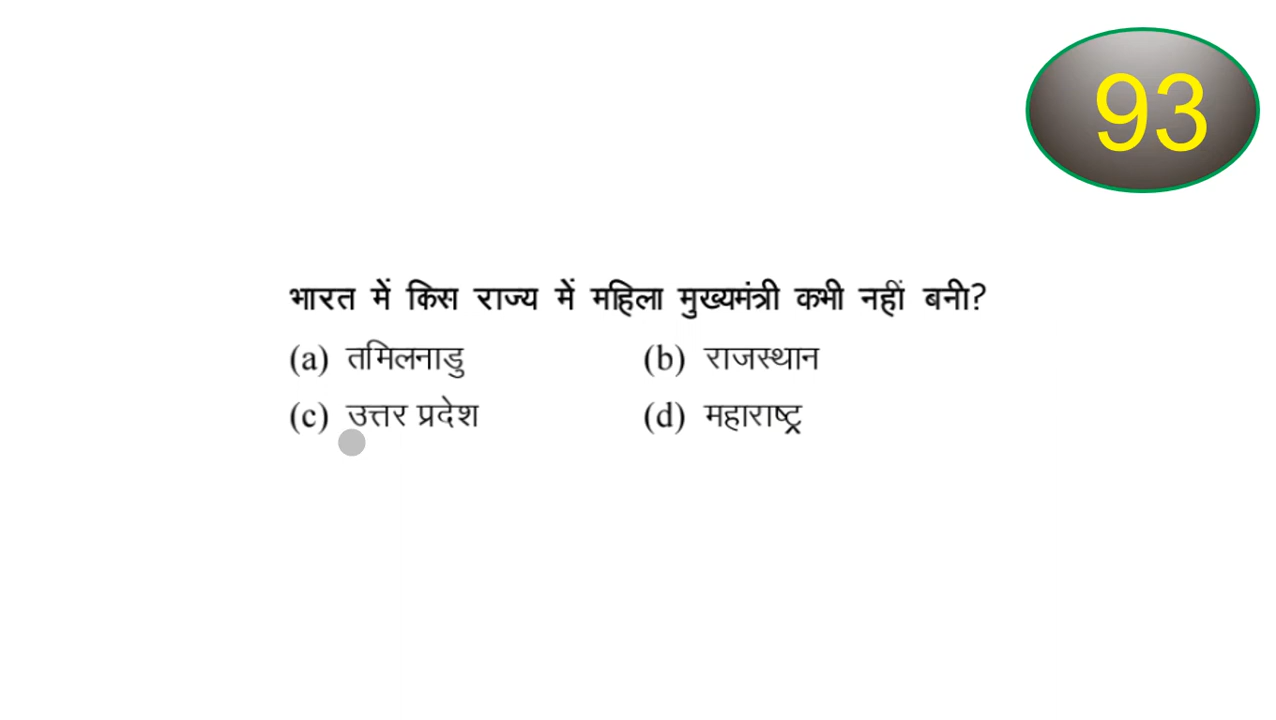 93
भारत में किस राज्य में महिला मुख्यमंत्री कभी नहीं बनी?
(a) तमिलनाडु (b) राजस्थान
(c) उत्तर प्रदेश (d) महाराष्ट्र